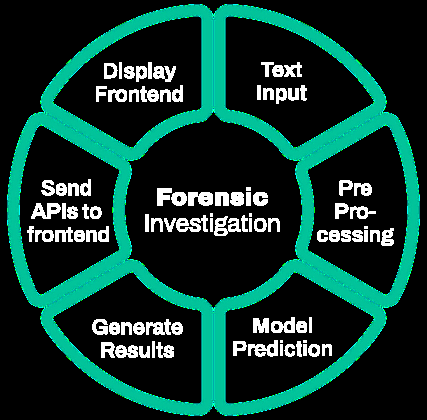 Display
Frontend
Text
Input
Send
APIs to
frontend
Forensic
Investigation
Pre
Pro-
cessing
Generate
Results
Model
Prediction